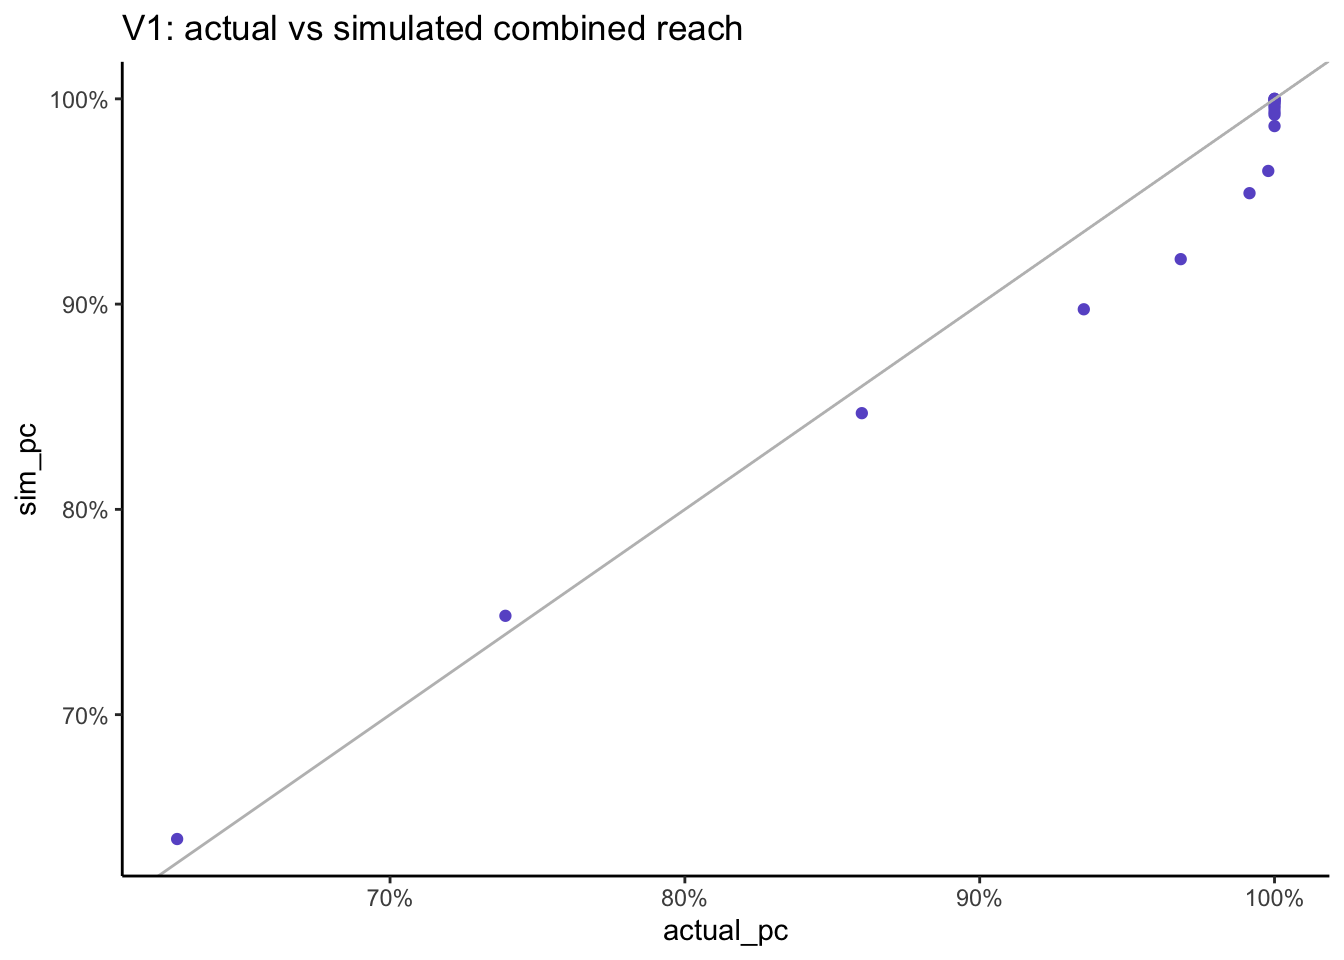 V1: actual vs simulated combined reach
100%
90%
80%
70%
sim_pc
70%
80%
90%
100%
actual_pc